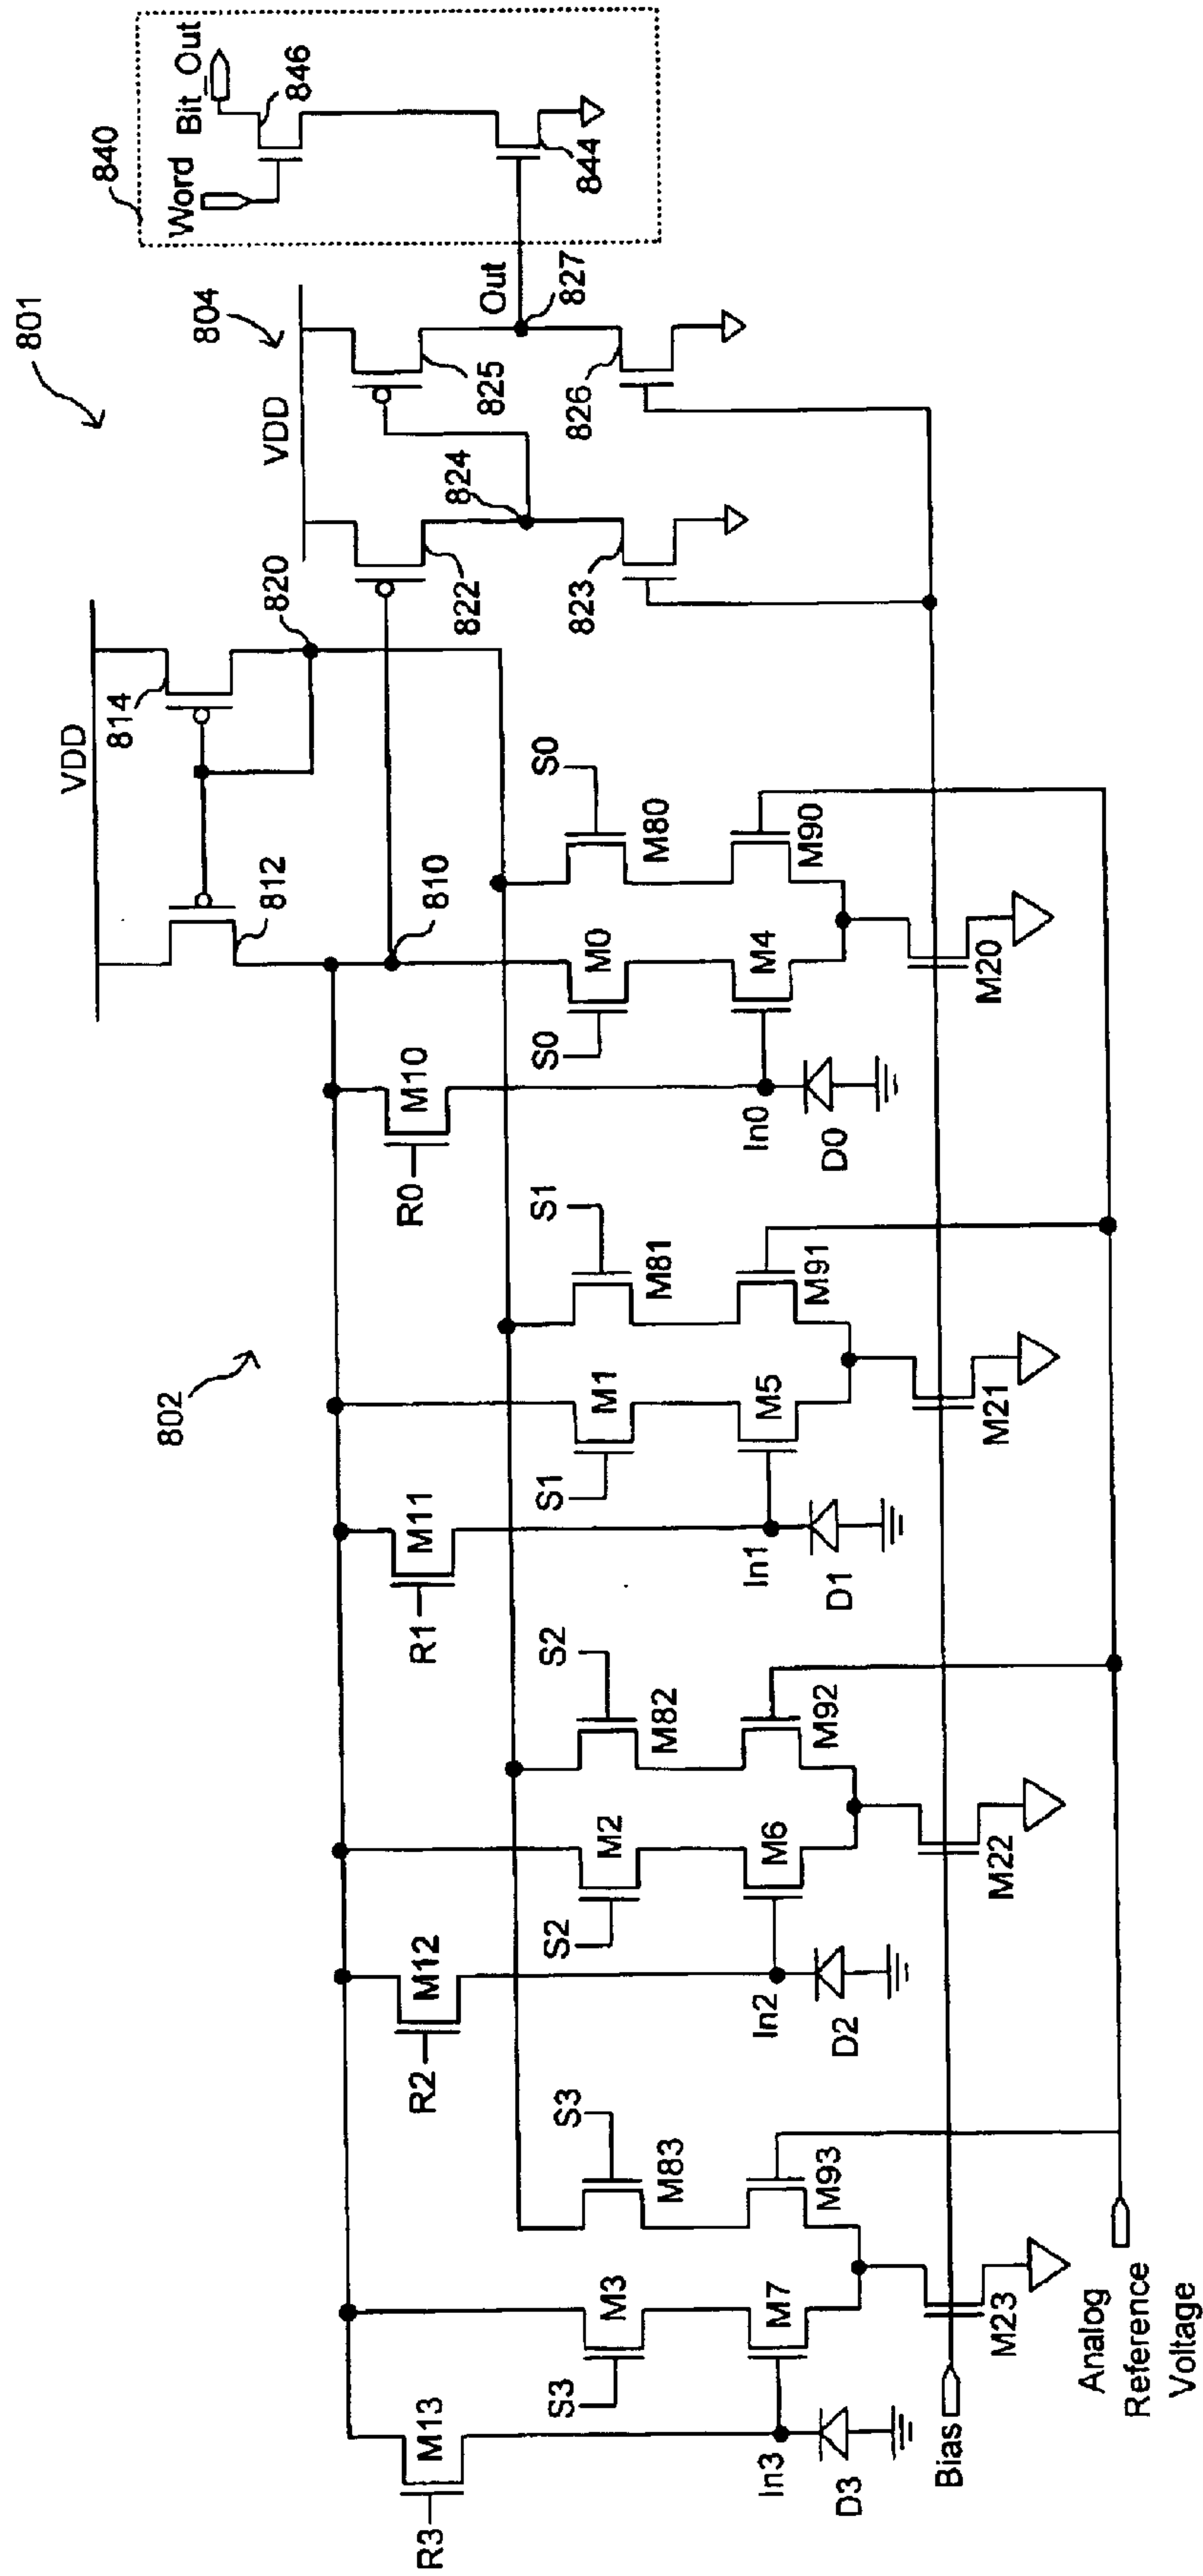 801
802
804
840
VDD
VDD
812
814
820
810
822
824
823
825
826
827
Out
Word
Bit_Out
846
844
R3
M13
R2
M12
R1
M11
R0
M10
S3
M3
S3
M83
S2
M2
S2
M82
S1
M1
S1
M81
S0
M0
S0
M80
In3
M7
M93
In2
M6
M92
In1
M5
M91
In0
M4
M90
D3
D2
D1
D0
M23
M22
M21
M20
Bias
Analog
Reference
Voltage